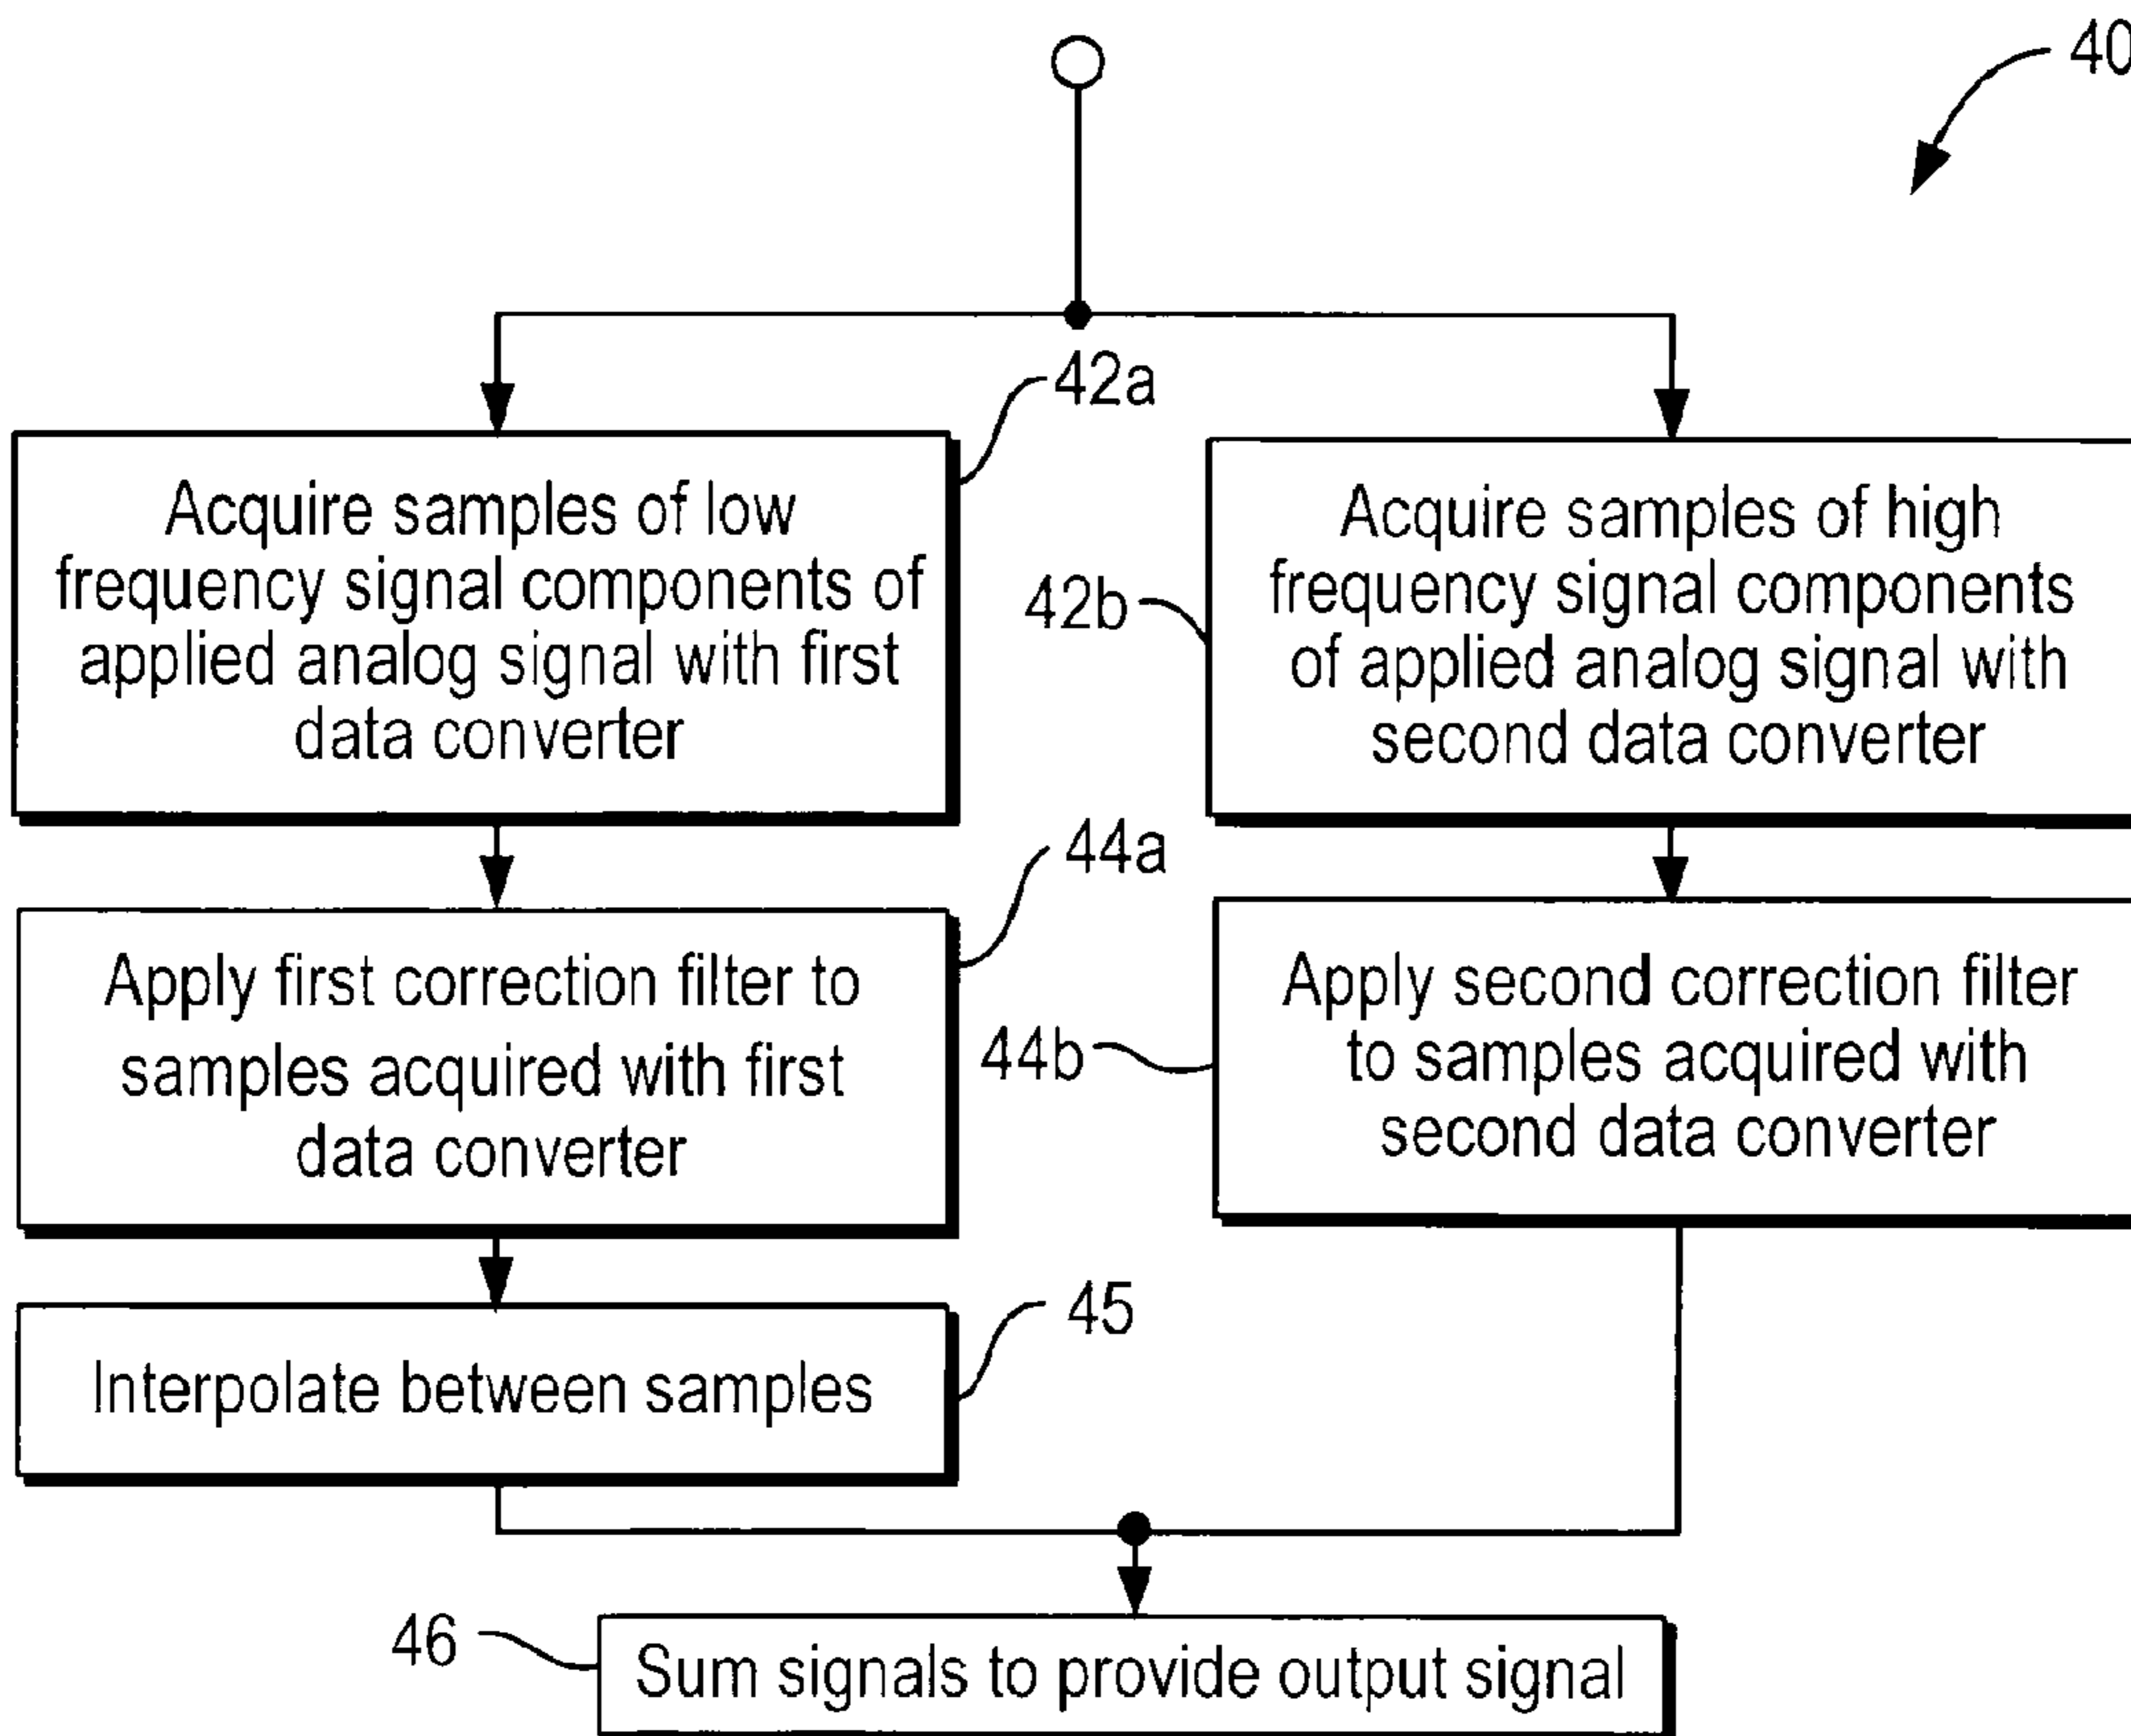 40
42a
Acquire samples of low
frequency signal components of
applied analog signal with first
data converter
42b
Acquire samples of high
frequency signal components
of applied analog signal with
second data converter
44a
Apply first correction filter to
samples acquired with first
data converter
44b
Apply second correction filter
to samples acquired with
second data converter
45
Interpolate between samples
46
Sum signals to provide output signal